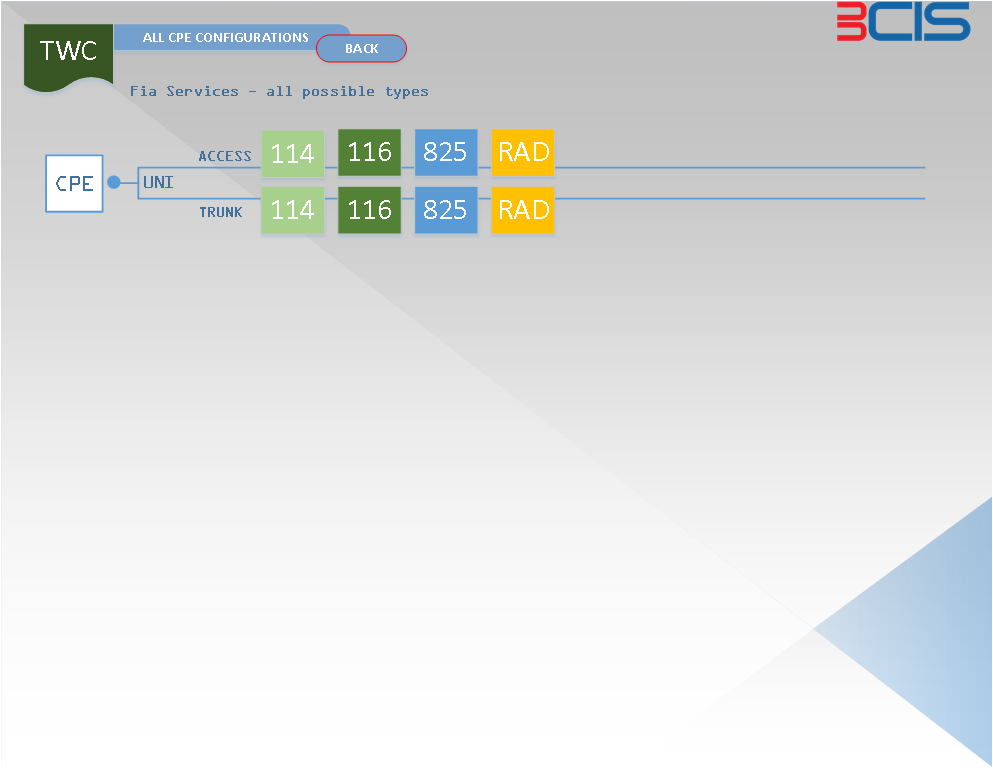 3CIS
TWC
ALL CPE CONFIGURATIONS
BACK
Fia Services - all possible types
ACCESS 114 116 825 RAD
CPE UNI
TRUNK 114 116 825 RAD